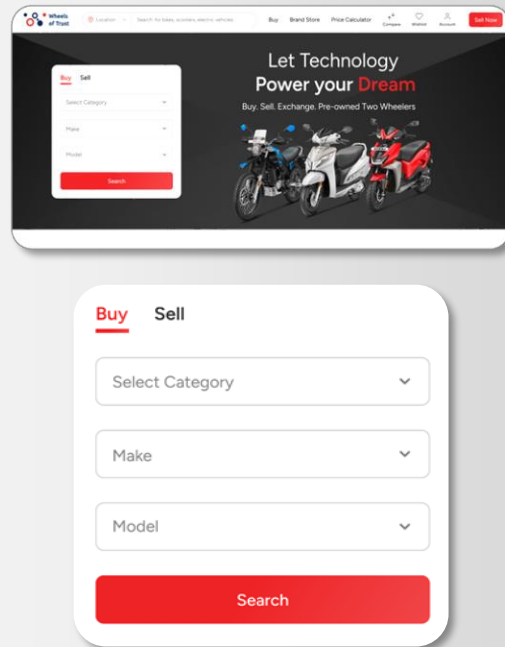 Wheels
of Trust
Location
Search for bikes, scooters, electric vehicles
Buy
Brand Store
Price Calculator
Compare
Wishlist
Account
Sell Now
Buy
Sell
Select Category
Make
Model
Search
Let Technology
Power your Dream
Buy. Sell. Exchange. Pre-owned Two Wheelers
Buy
Sell
Select Category
Make
Model
Search